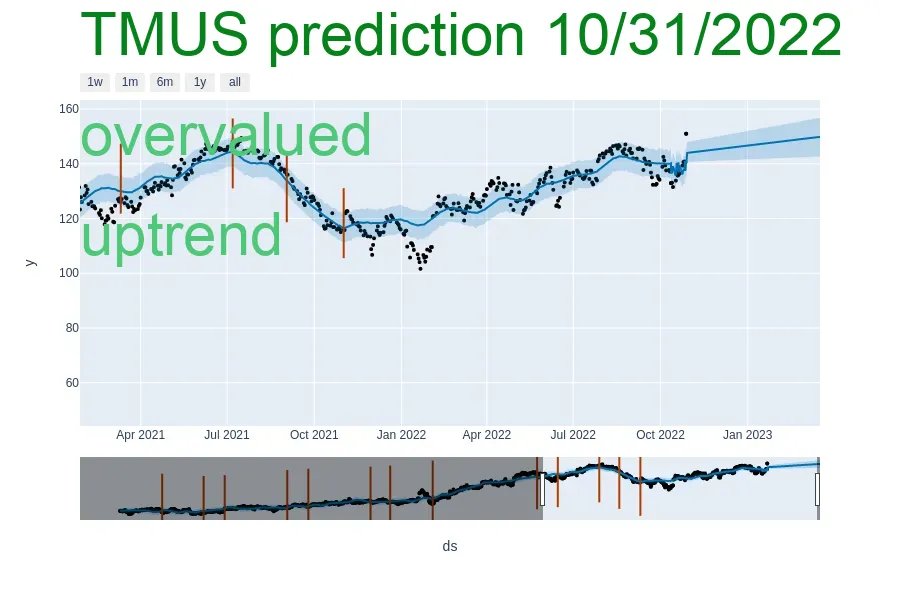 TMUS prediction 10/31/2022
1w 1m 6m 1y all
160
overvalued
140
120
uptrend
y
100
80
60
Apr 2021 Jul 2021 Oct 2021 Jan 2022 Apr 2022 Jul 2022 Oct 2022 Jan 2023
ds